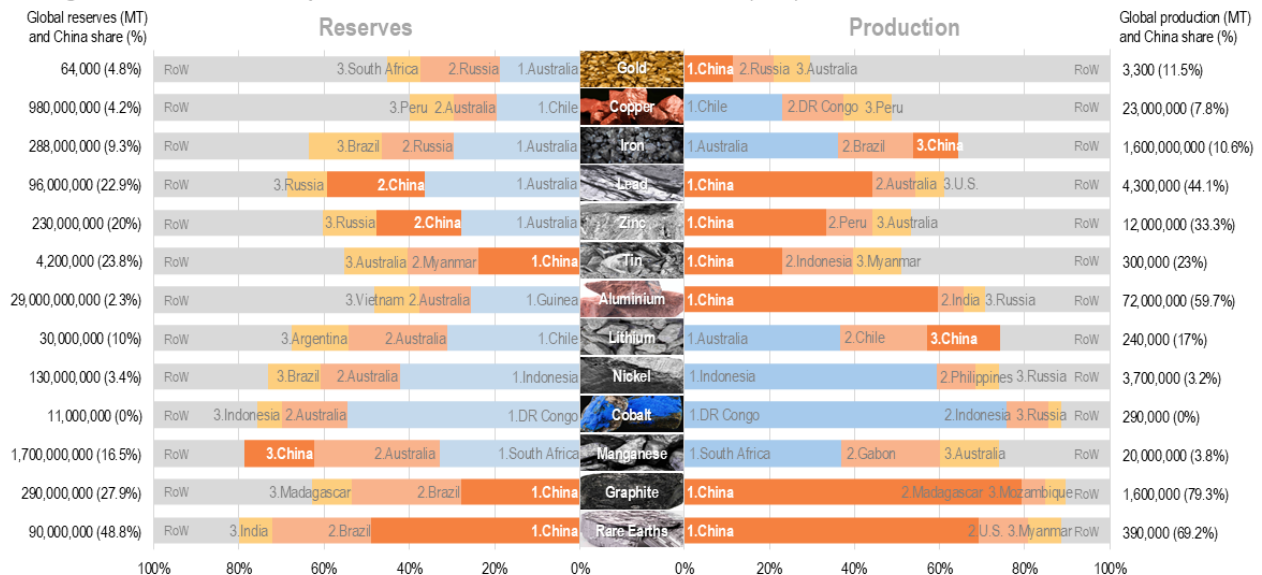 Global reserves (MT)
and China share (%)
Reserves
Production
Global production (MT)
and China share (%)
64,000 (4.8%) RoW 3.South Africa 2.Russia 1.Australia Gold 1.China 2.Russia 3.Australia RoW 3,300 (11.5%)
980,000,000 (4.2%) RoW 3.Peru 2.Australia 1.Chile Copper 1.Chile 2.DR Congo 3.Peru RoW 23,000,000 (7.8%)
288,000,000 (9.3%) RoW 3.Brazil 2.Russia 1.Australia Iron 1.Australia 2.Brazil 3.China RoW 1,600,000,000 (10.6%)
96,000,000 (22.9%) RoW 3.Russia 2.China 1.Australia Lead 1.China 2.Australia 3.U.S. RoW 4,300,000 (44.1%)
230,000,000 (20%) RoW 3.Russia 2.China 1.Australia Zinc 1.China 2.Peru 3.Australia RoW 12,000,000 (33.3%)
4,200,000 (23.8%) RoW 3.Australia 2.Myanmar 1.China Tin 1.China 2.Indonesia 3.Myanmar RoW 300,000 (23%)
29,000,000,000 (2.3%) RoW 3.Vietnam 2.Australia 1.Guinea Aluminium 1.China 2.India 3.Russia RoW 72,000,000 (59.7%)
30,000,000 (10%) RoW 3.Argentina 2.Australia 1.Chile Lithium 1.Australia 2.Chile 3.China RoW 240,000 (17%)
130,000,000 (3.4%) RoW 3.Brazil 2.Australia 1.Indonesia Nickel 1.Indonesia 2.Philippines 3.Russia RoW 3,700,000 (3.2%)
11,000,000 (0%) RoW 3.Indonesia 2.Australia 1.DR Congo Cobalt 1.DR Congo 2.Indonesia 3.Russia RoW 290,000 (0%)
1,700,000,000 (16.5%) RoW 3.China 2.Australia 1.South Africa Manganese 1.South Africa 2.Gabon 3.Australia RoW 20,000,000 (3.8%)
290,000,000 (27.9%) RoW 3.Madagascar 2.Brazil 1.China Graphite 1.China 2.Madagascar 3.Mozambique RoW 1,600,000 (79.3%)
90,000,000 (48.8%) RoW 3.India 2.Brazil 1.China Rare Earths 1.China 2.U.S. 3.Myanmar RoW 390,000 (69.2%)
100% 80% 60% 40% 20% 0% 0% 20% 40% 60% 80% 100%